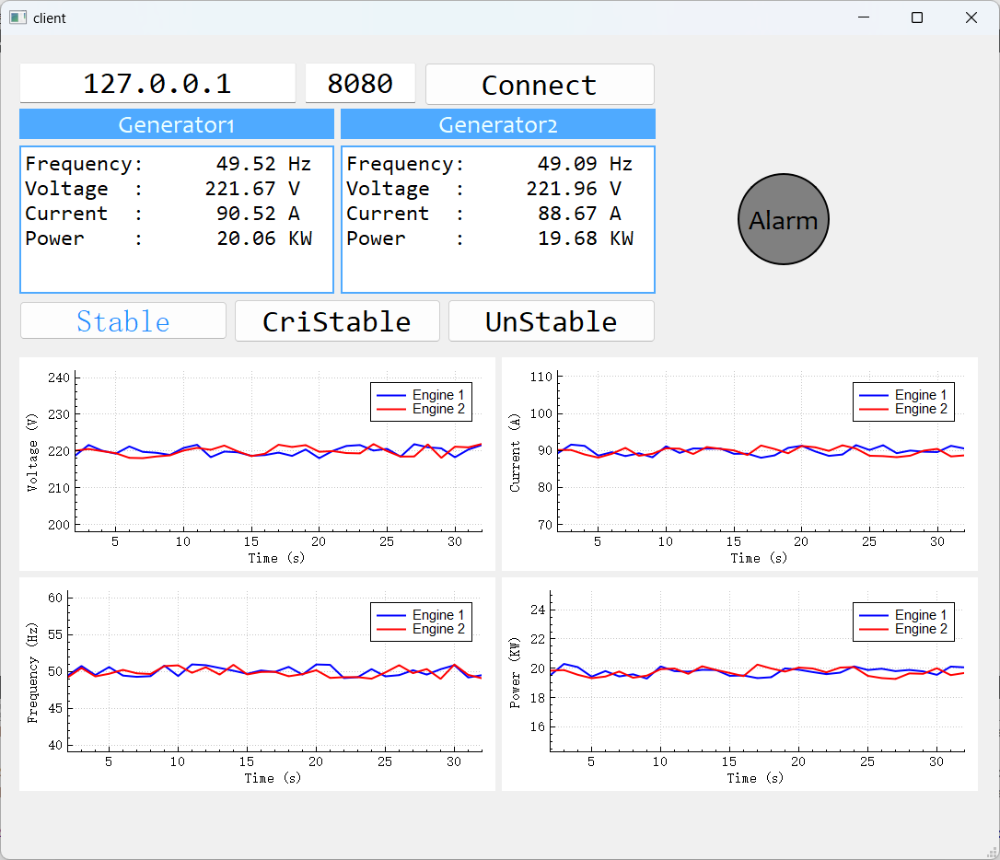 client
127.0.0.1 8080 Connect
Generator1 Generator2
Frequency: 49.52 Hz
Voltage : 221.67 V
Current : 90.52 A
Power : 20.06 KW
Frequency: 49.09 Hz
Voltage : 221.96 V
Current : 88.67 A
Power : 19.68 KW
Alarm
Stable CriStable UnStable
Voltage (V)
240
230
220
210
200
5 10 15 20 25 30
Time (s)
Engine 1
Engine 2
Current (A)
110
100
90
80
70
5 10 15 20 25 30
Time (s)
Engine 1
Engine 2
Frequency (Hz)
60
55
50
45
40
5 10 15 20 25 30
Time (s)
Engine 1
Engine 2
Power (KW)
24
22
20
18
16
5 10 15 20 25 30
Time (s)
Engine 1
Engine 2